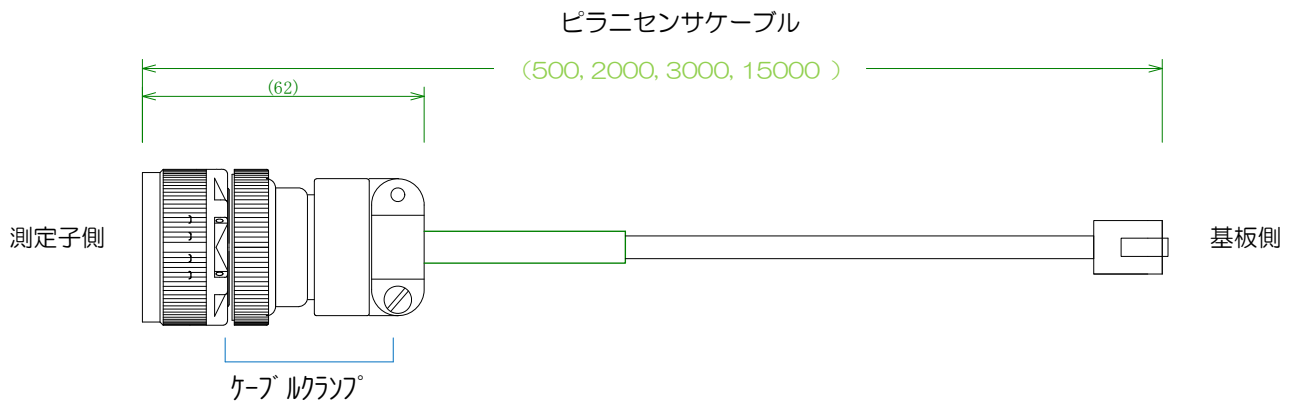 ピラニセンサケーブル
（500, 2000, 3000, 15000 ）
(62)
測定子側
基板側
ｹｰﾌﾞﾙｸﾗﾝﾌﾟ